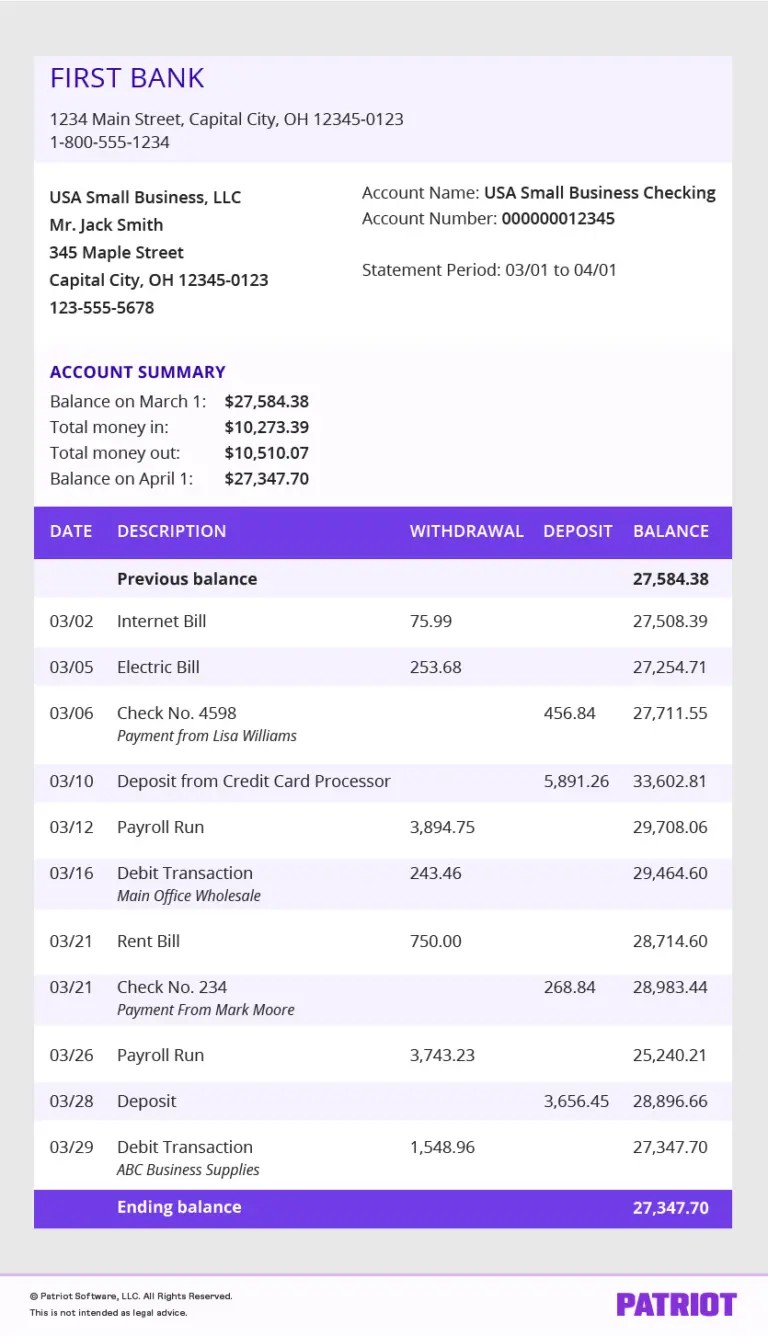 FIRST BANK
1234 Main Street, Capital City, OH 12345-0123
1-800-555-1234
USA Small Business, LLC
Mr. Jack Smith
345 Maple Street
Capital City, OH 12345-0123
123-555-5678
Account Name: USA Small Business Checking
Account Number: 000000012345
Statement Period: 03/01 to 04/01
ACCOUNT SUMMARY
Balance on March 1: $27,584.38
Total money in: $10,273.39
Total money out: $10,510.07
Balance on April 1: $27,347.70
DATE DESCRIPTION WITHDRAWAL DEPOSIT BALANCE
Previous balance 27,584.38
03/02 Internet Bill 75.99 27,508.39
03/05 Electric Bill 253.68 27,254.71
03/06 Check No. 4598 456.84 27,711.55
Payment from Lisa Williams
03/10 Deposit from Credit Card Processor 5,891.26 33,602.81
03/12 Payroll Run 3,894.75 29,708.06
03/16 Debit Transaction 243.46 29,464.60
Main Office Wholesale
03/21 Rent Bill 750.00 28,714.60
03/21 Check No. 234 268.84 28,983.44
Payment From Mark Moore
03/26 Payroll Run 3,743.23 25,240.21
03/28 Deposit 3,656.45 28,896.66
03/29 Debit Transaction 1,548.96 27,347.70
ABC Business Supplies
Ending balance 27,347.70
© Patriot Software, LLC. All Rights Reserved.
This is not intended as legal advice.
PATRIOT